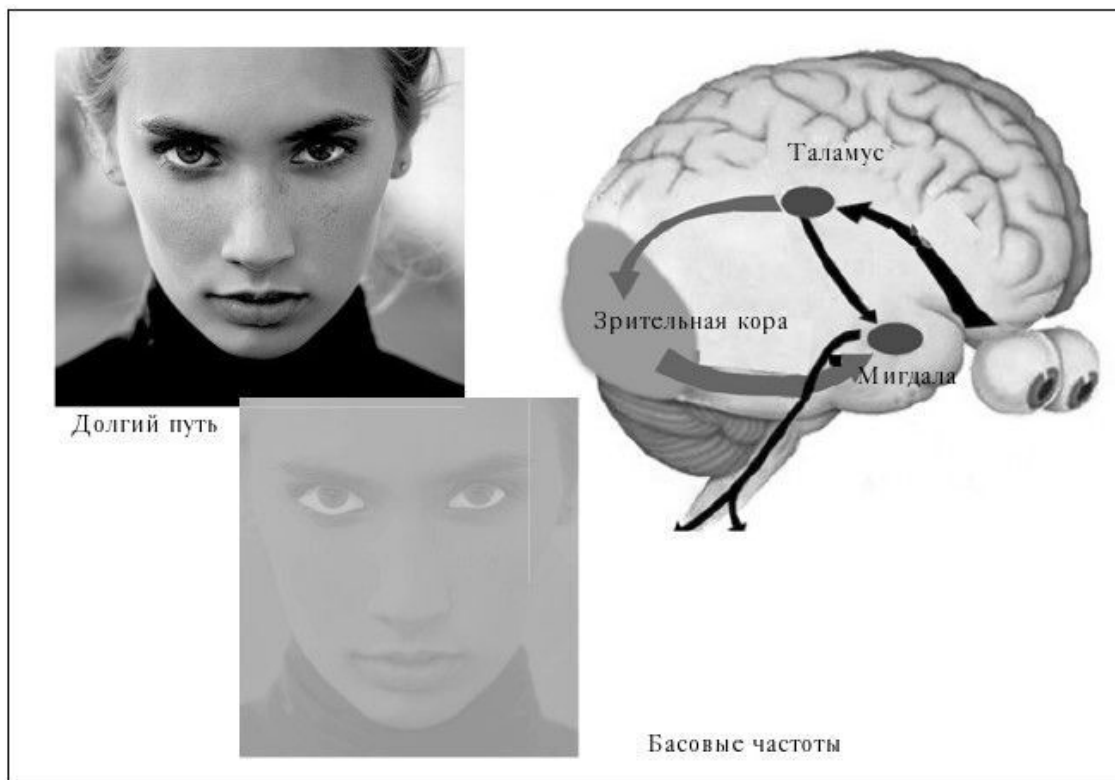 Таламус
Зрительная кора
Мигдала
Долгий путь
Басовые частоты